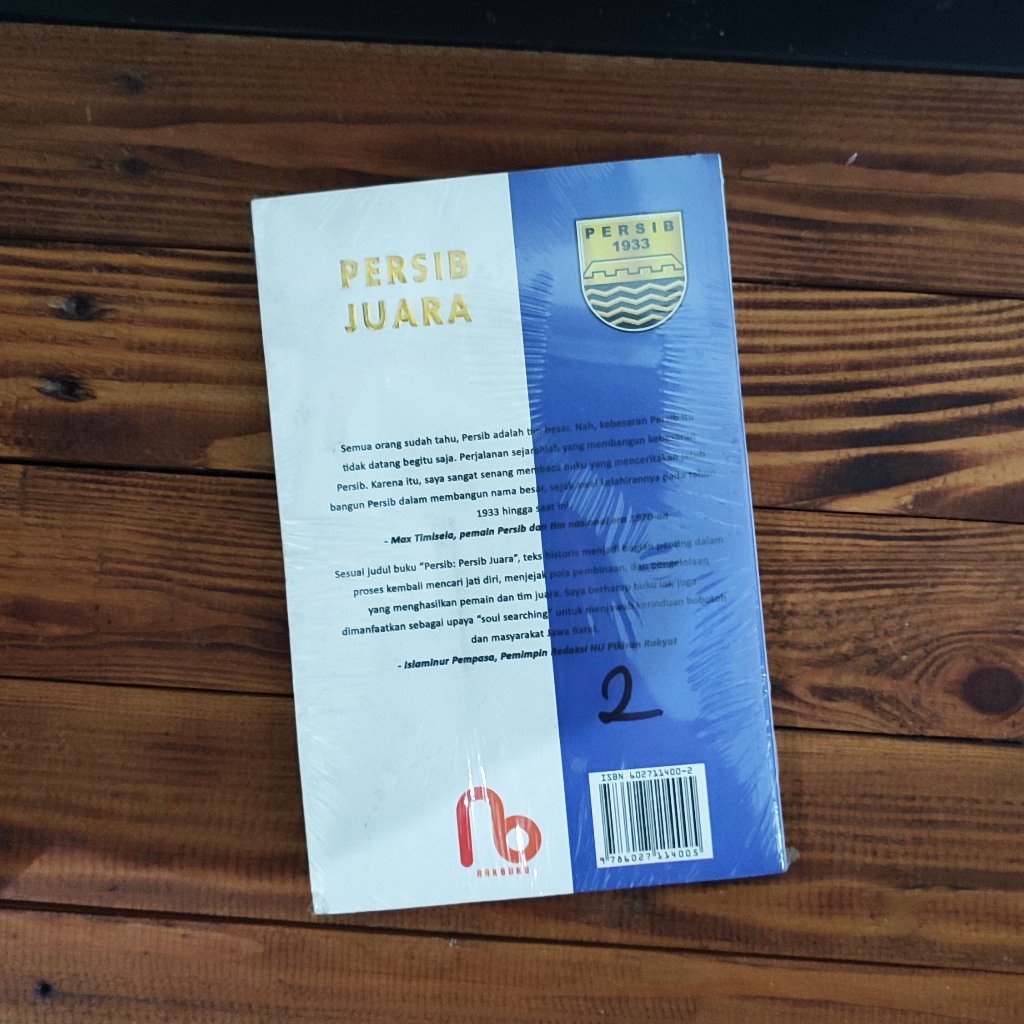 PERSIB
JUARA
PERSIB
1933
Semua orang sudah tahu, Persib adalah tim besar. Nah, kebesaran Persib itu
tidak datang begitu saja. Perjalanan sejarahlah yang membangun kebesaran
Persib. Karena itu, saya sangat senang membaca buku yang menceritakan jatuh
bangun Persib dalam membangun nama besar, sejak awal kelahirannya pada tahun
1933 hingga saat ini.
- Max Timisela, pemain Persib dan tim nasional era 1970-an
Sesuai judul buku “Persib: Persib Juara”, teks historis menjadi bagian penting dalam
proses kembali mencari jati diri, menjejak pola pembinaan, dan pengelolaan
yang menghasilkan pemain dan tim juara. Saya berharap buku ini, juga
dimanfaatkan sebagai upaya “soul searching” untuk menjawab kerinduan bobotoh
dan masyarakat Jawa Barat.
- Islaminur Pempasa, Pemimpin Redaksi HU Pikiran Rakyat
2
ISBN 602711400-2
9 786027 114005
RAKBUKU